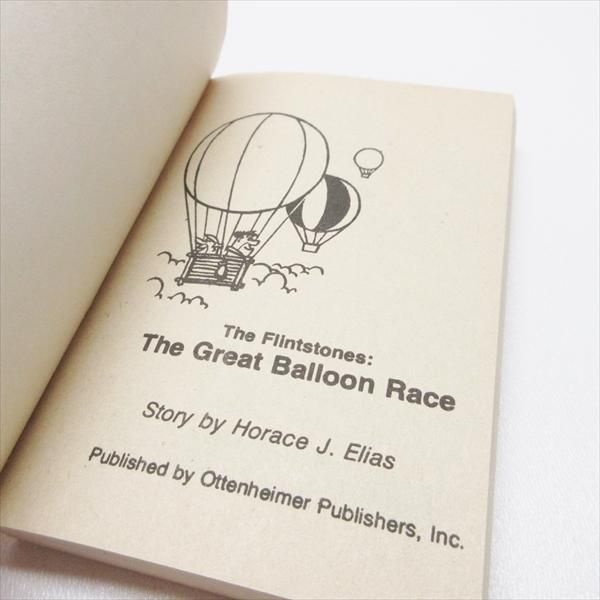 The Flintstones:
The Great Balloon Race
Story by Horace J. Elias
Published by Ottenheimer Publishers, Inc.